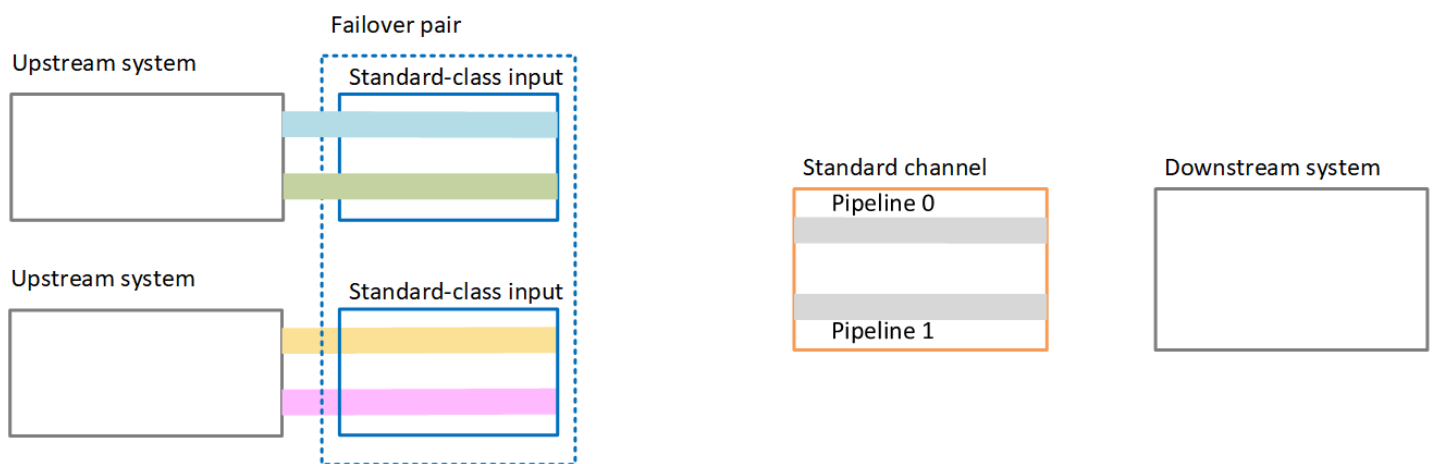 Failover pair
Upstream system
Standard-class input
Standard channel
Downstream system
Pipeline 0
Upstream system
Standard-class input
Pipeline 1